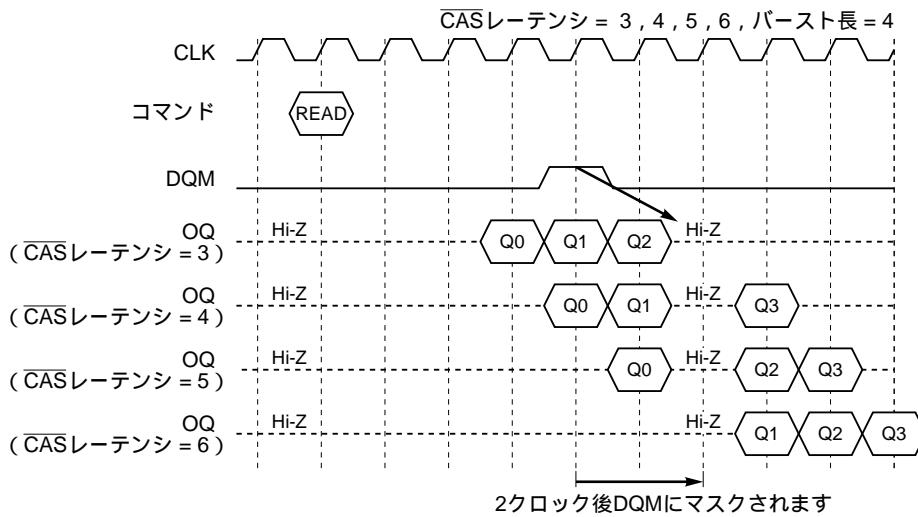 CASレーテンシ = 3 , 4 , 5 , 6 , バースト長 = 4
CLK
コマンド
READ
DQM
OQ
( CASレーテンシ = 3 )
Hi-Z
Q0
Q1
Q2
Hi-Z
OQ
( CASレーテンシ = 4 )
Hi-Z
Q0
Q1
Hi-Z
Q3
OQ
( CASレーテンシ = 5 )
Hi-Z
Q0
Hi-Z
Q2
Q3
OQ
( CASレーテンシ = 6 )
Hi-Z
Hi-Z
Q1
Q2
Q3
2クロック後DQMにマスクされます